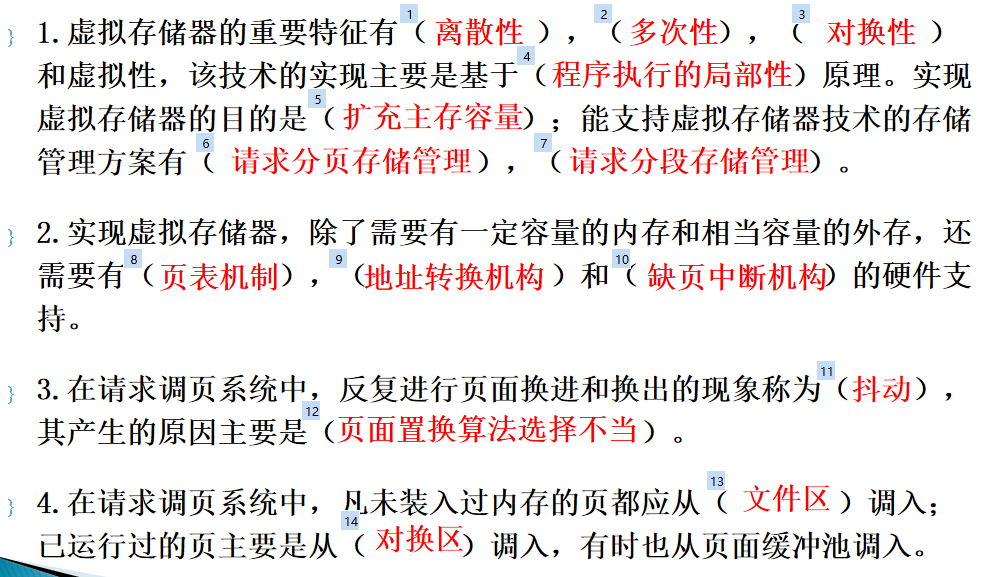 1.虚拟存储器的重要特征有（ 离散性 ），（多次性），（ 对换性 ）
和虚拟性，该技术的实现主要是基于（程序执行的局部性）原理。实现
虚拟存储器的目的是（扩充主存容量）；能支持虚拟存储器技术的存储
管理方案有（ 请求分页存储管理），（请求分段存储管理）。
2.实现虚拟存储器，除了需要有一定容量的内存和相当容量的外存，还
需要有（页表机制），（地址转换机构 ）和（ 缺页中断机构）的硬件支
持。
3.在请求调页系统中，反复进行页面换进和换出的现象称为（抖动），
其产生的原因主要是（页面置换算法选择不当）。
4.在请求调页系统中，凡未装入过内存的页都应从（ 文件区 ）调入；
已运行过的页主要是从（ 对换区）调入，有时也从页面缓冲池调入。
1
2
3
4
5
6
7
8
9
10
11
12
13
14